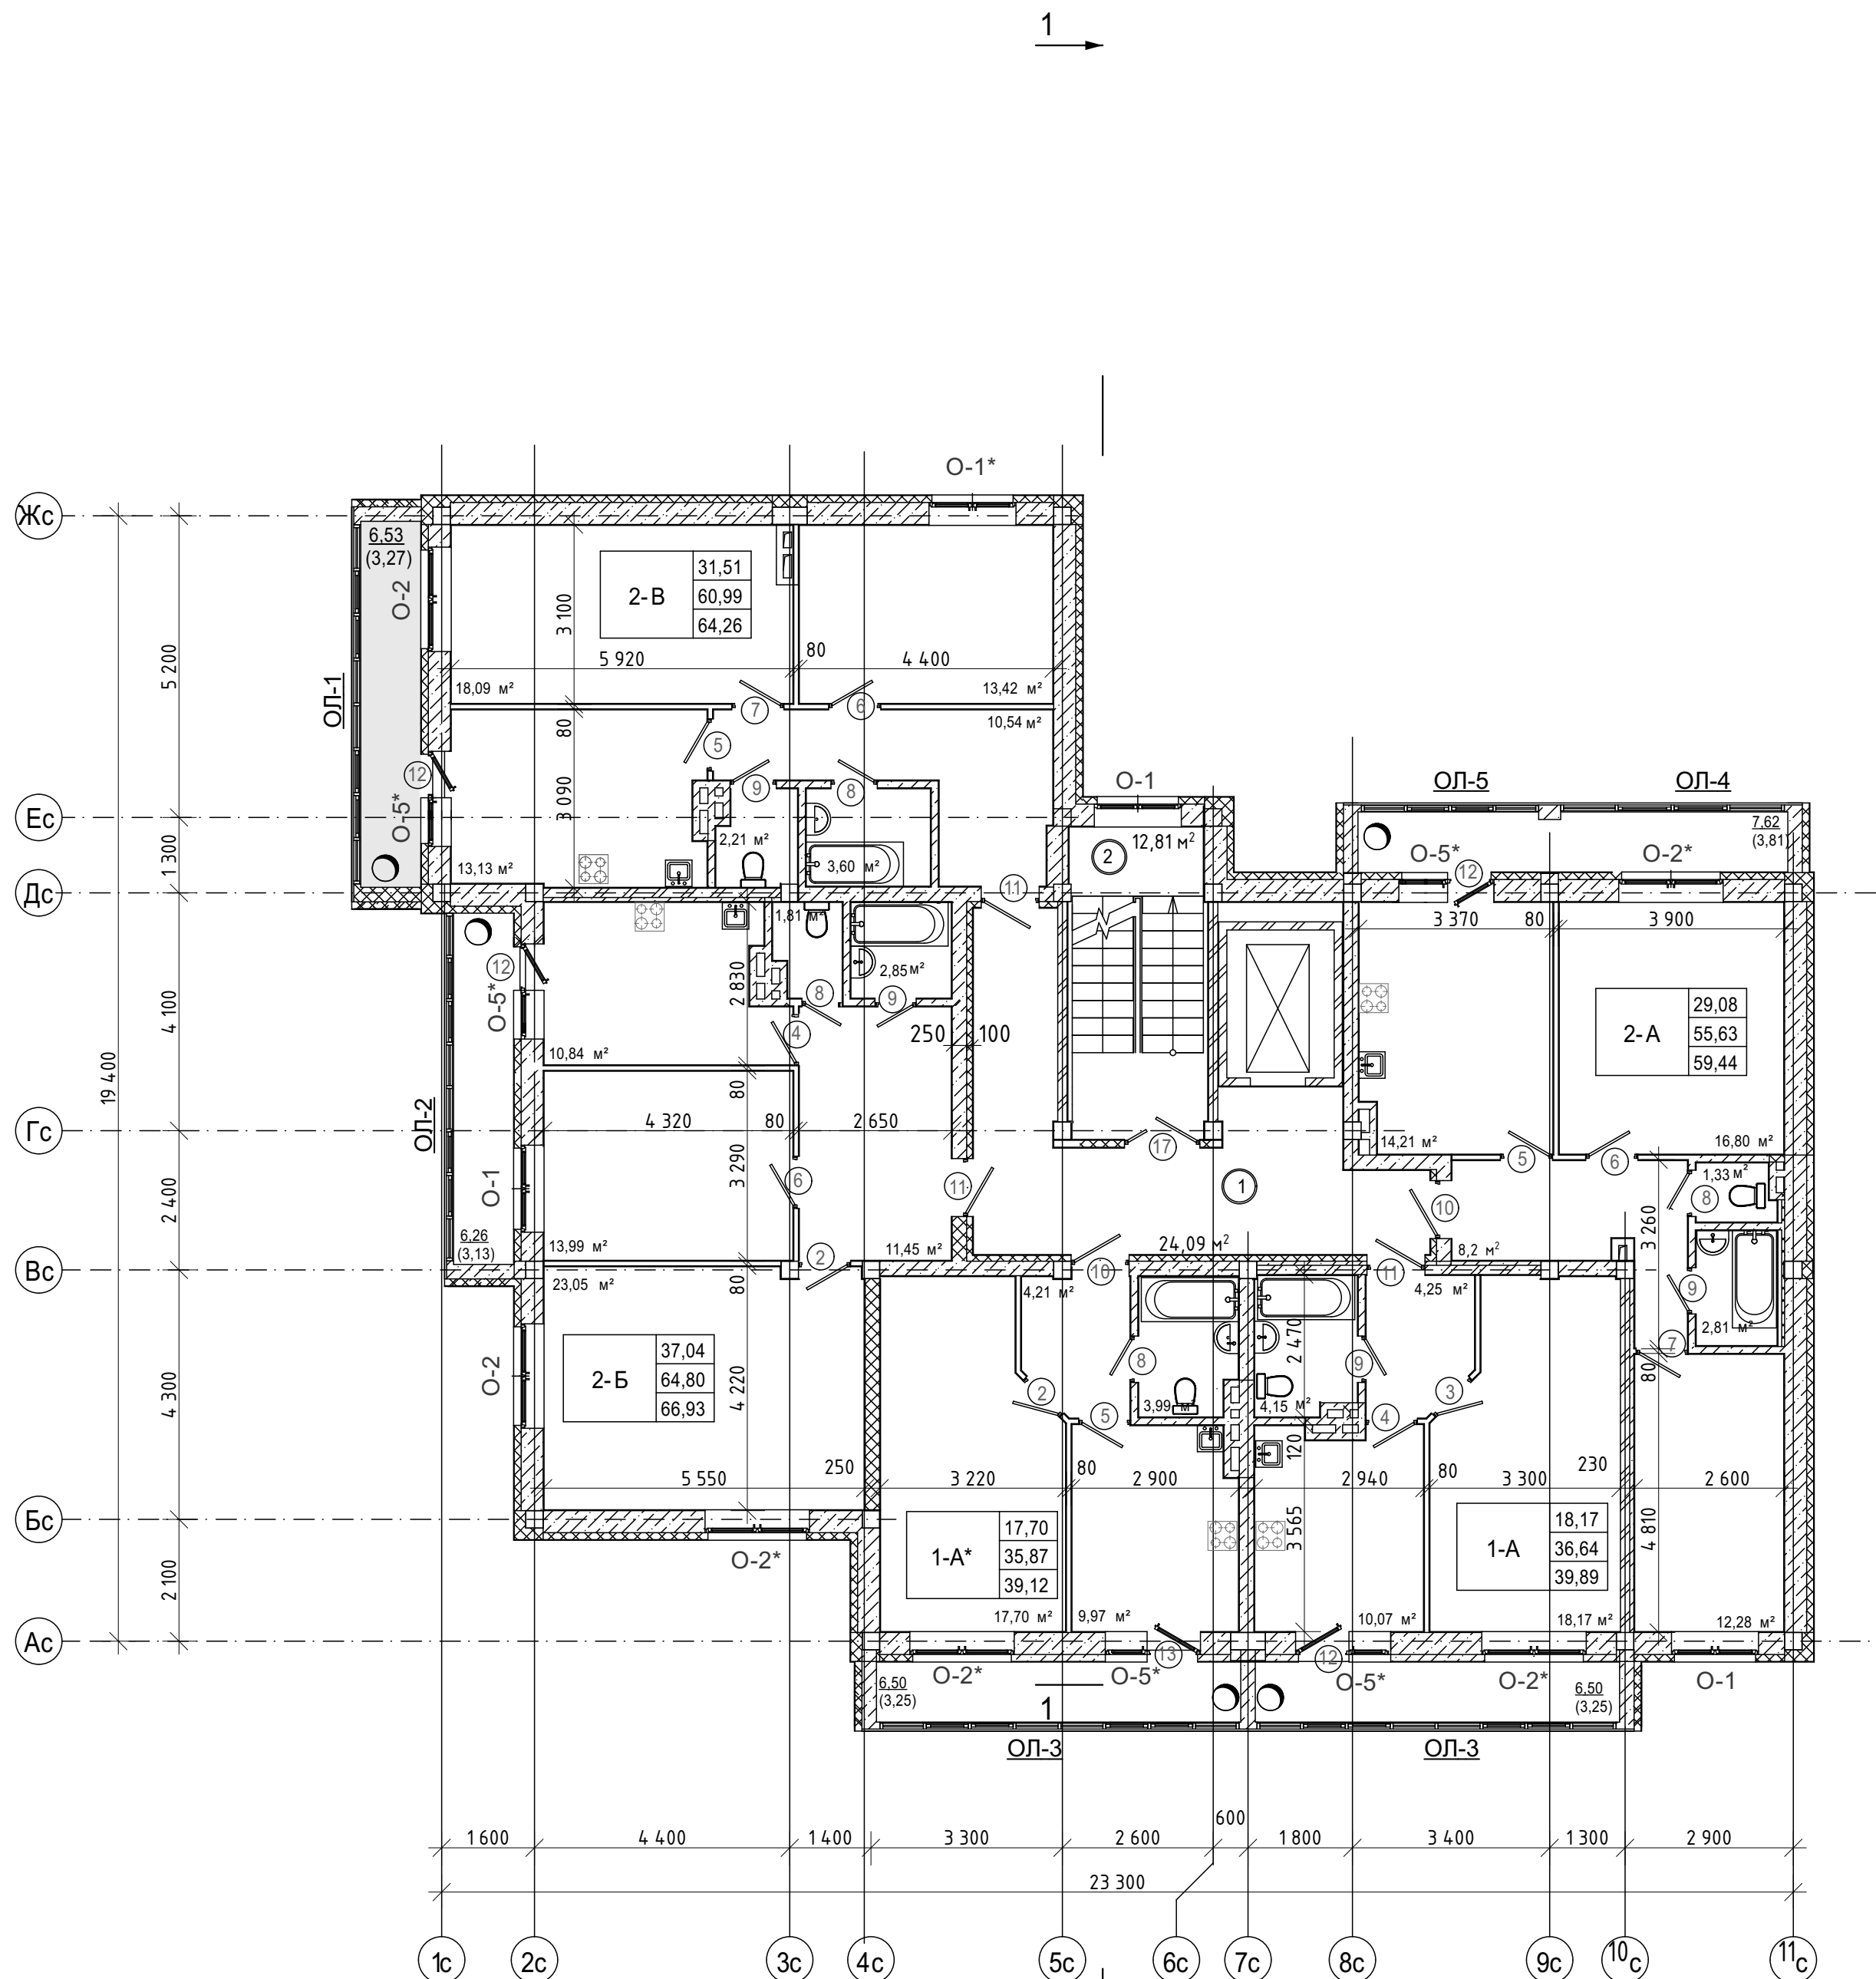 1
О-1*
Жс
6,53
(3,27)
О-2
2-В
31,51
60,99
64,26
3 100
5 920
80
4 400
5 200
18,09 м²
13,42 м²
ОЛ-1
7
6
80
10,54 м²
5
12
9
8
О-1
ОЛ-5
ОЛ-4
3 090
Ес
О-5*
2,21 м²
12,81 м²
7,62
(3,81)
2
О-5*
О-2*
1 300
13,13 м²
3,60 м²
12
11
Дс
1,81 м²
3 370
80
3 900
12
2,85 м²
2 830
8
9
О-5*
4 100
4
250
100
2-А
29,08
55,63
59,44
10,84 м²
19 400
80
ОЛ-2
Гс
4 320
80
2 650
17
14,21 м²
5
6
16,80 м²
3 290
6
11
1
1,33 м²
8
О-1
2 400
10
3 260
6,26
(3,13)
13,99 м²
2
11,45 м²
24,09 м²
8,2 м²
Вс
10
11
23,05 м²
80
4,21 м²
4,25 м²
9
2,81 м²
2 470
7
2-Б
37,04
64,80
66,93
О-2
4 220
8
9
80
4 300
2
3
3,99 м
4,15 м²
5
4
120
5 550
250
3 220
80
2 900
2 940
80
3 300
230
2 600
Бс
1-А*
17,70
35,87
39,12
3 565
1-А
18,17
36,64
39,89
4 810
О-2*
2 100
17,70 м²
9,97 м²
10,07 м²
18,17 м²
12,28 м²
Ас
13
12
О-2*
О-5*
О-5*
О-2*
О-1
6,50
(3,25)
6,50
(3,25)
1
ОЛ-3
ОЛ-3
600
1 600
4 400
1 400
3 300
2 600
1 800
3 400
1 300
2 900
23 300
1с
2с
3с
4с
5с
6с
7с
8с
9с
10с
11с